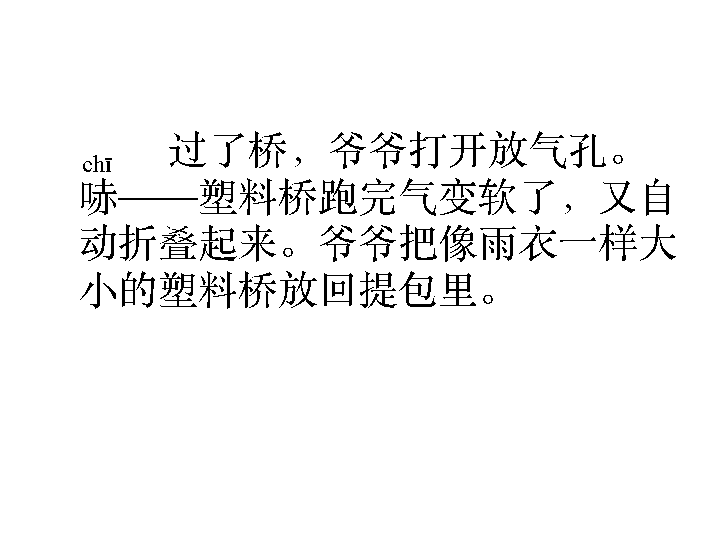 过了桥，爷爷打开放气孔。
chī
哧——塑料桥跑完气变软了，又自
动折叠起来。爷爷把像雨衣一样大
小的塑料桥放回提包里。